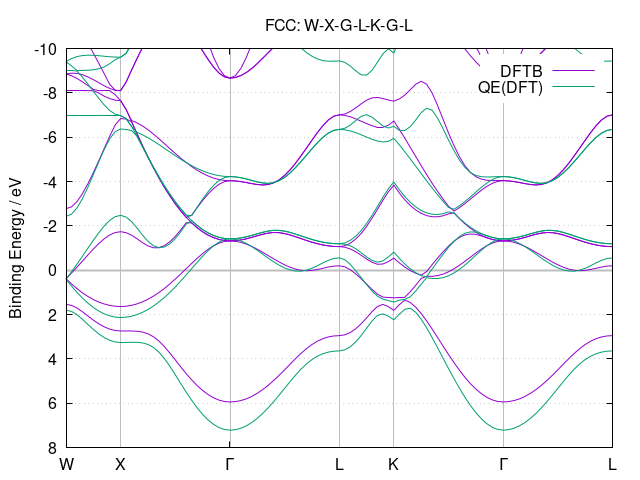 FCC: W-X-G-L-K-G-L
-10
DFTB
QE(DFT)
-8
-6
-4
-2
0
2
4
6
8
Binding Energy / eV
W X Γ L K Γ L